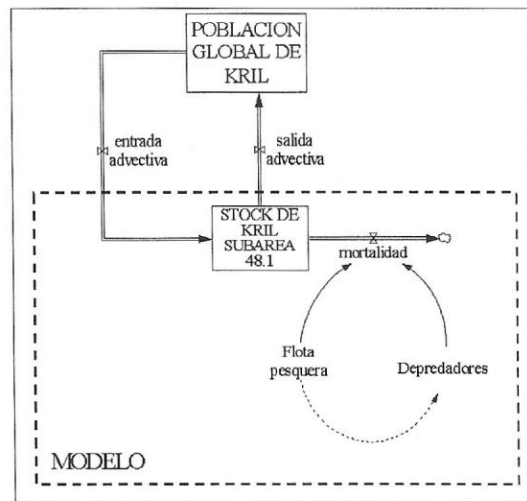 POBLACION
GLOBAL DE
KRIL
entrada
advectiva
salida
advectiva
STOCK DE
KRIL
SUBAREA
48.1
mortalidad
Flota
pesquera
Depredadores
MODELO